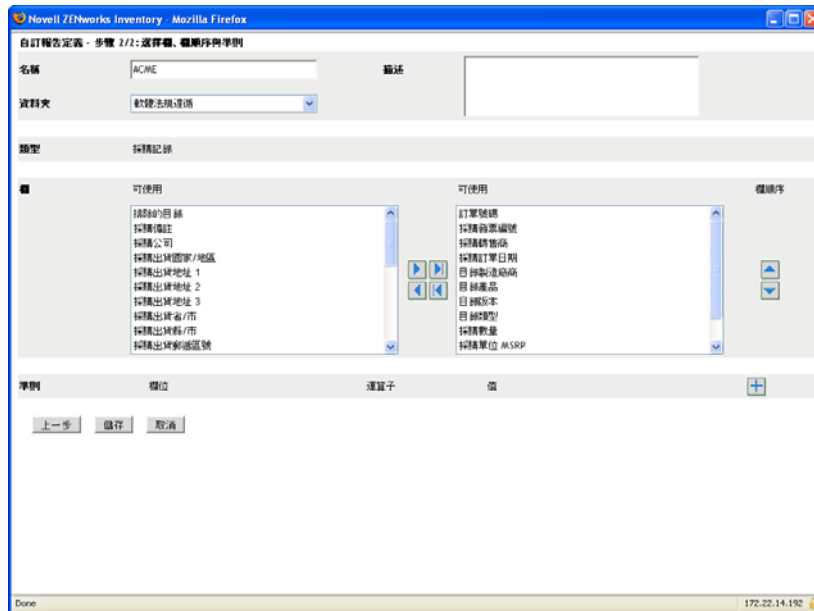 Novell ZENworks Inventory - Mozilla Firefox
自訂報告定義 - 步驟 2/2: 選擇欄、欄順序與準則
名稱 ACME 描述
資料夾 軟體法規遵循
類型 採購記錄
欄 可使用 可使用 欄順序
排除的目錄 訂單號碼
採購備註 採購發票編號
採購公司 採購銷售商
採購出貨國家/地區 採購訂單日期
採購出貨地址 1 目錄製造廠商
採購出貨地址 2 目錄產品
採購出貨地址 3 目錄版本
採購出貨省/市 目錄類型
採購出貨縣/市 採購數量
採購出貨郵遞區號 採購單位 MSRP
準則 欄位 運算子 值
上一步 儲存 取消
Done 172.22.14.192